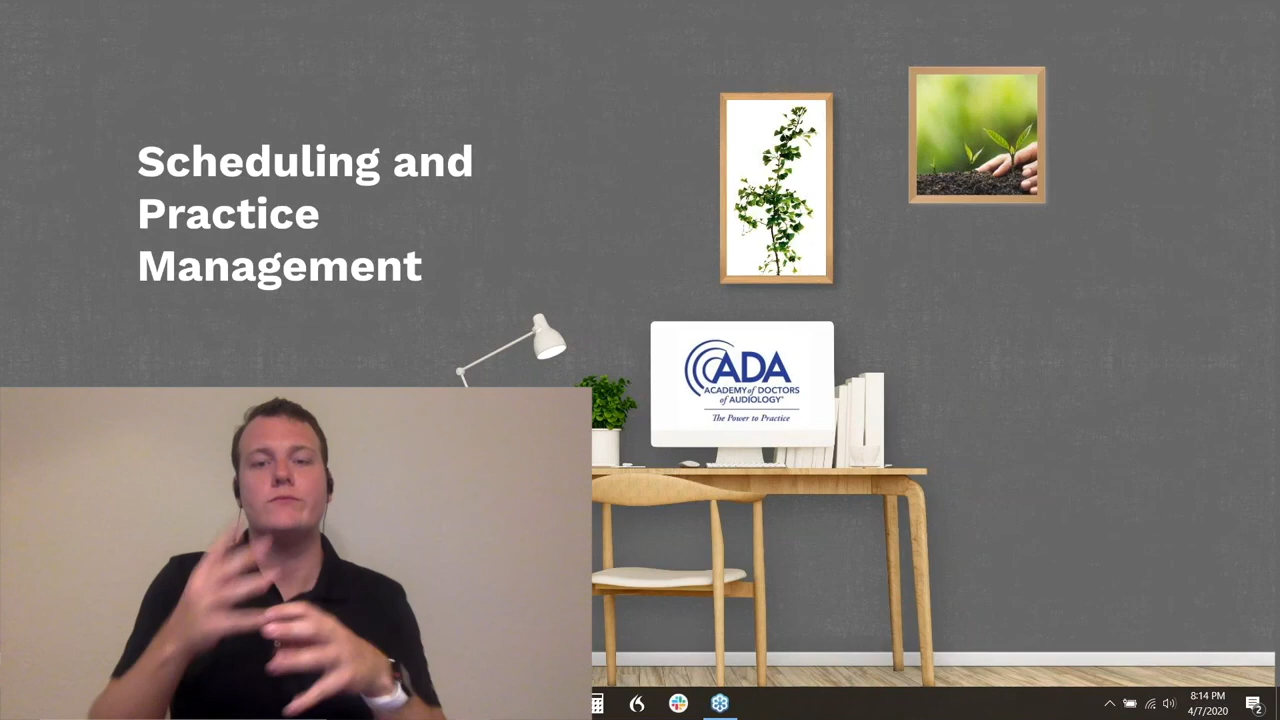 Scheduling and
Practice
Management
ADA
ACADEMY of DOCTORS
of AUDIOLOGY®
The Power to Practice
8:14 PM
4/7/2020
2